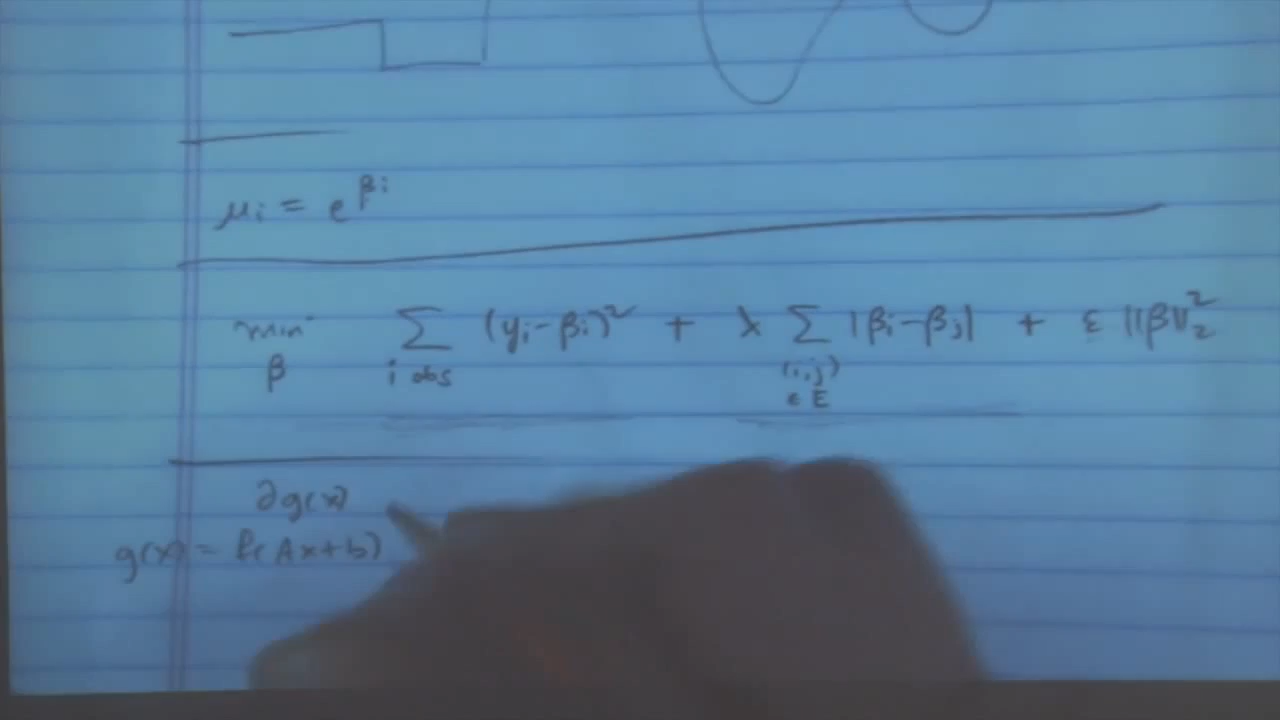 μi = e^βi
min β Σ i obs (yi - βi)² + λ Σ (i,j) ∈ E |βi - βj| + ε ||β||₂²
∂g(x)
g(x) = f(Ax+b)